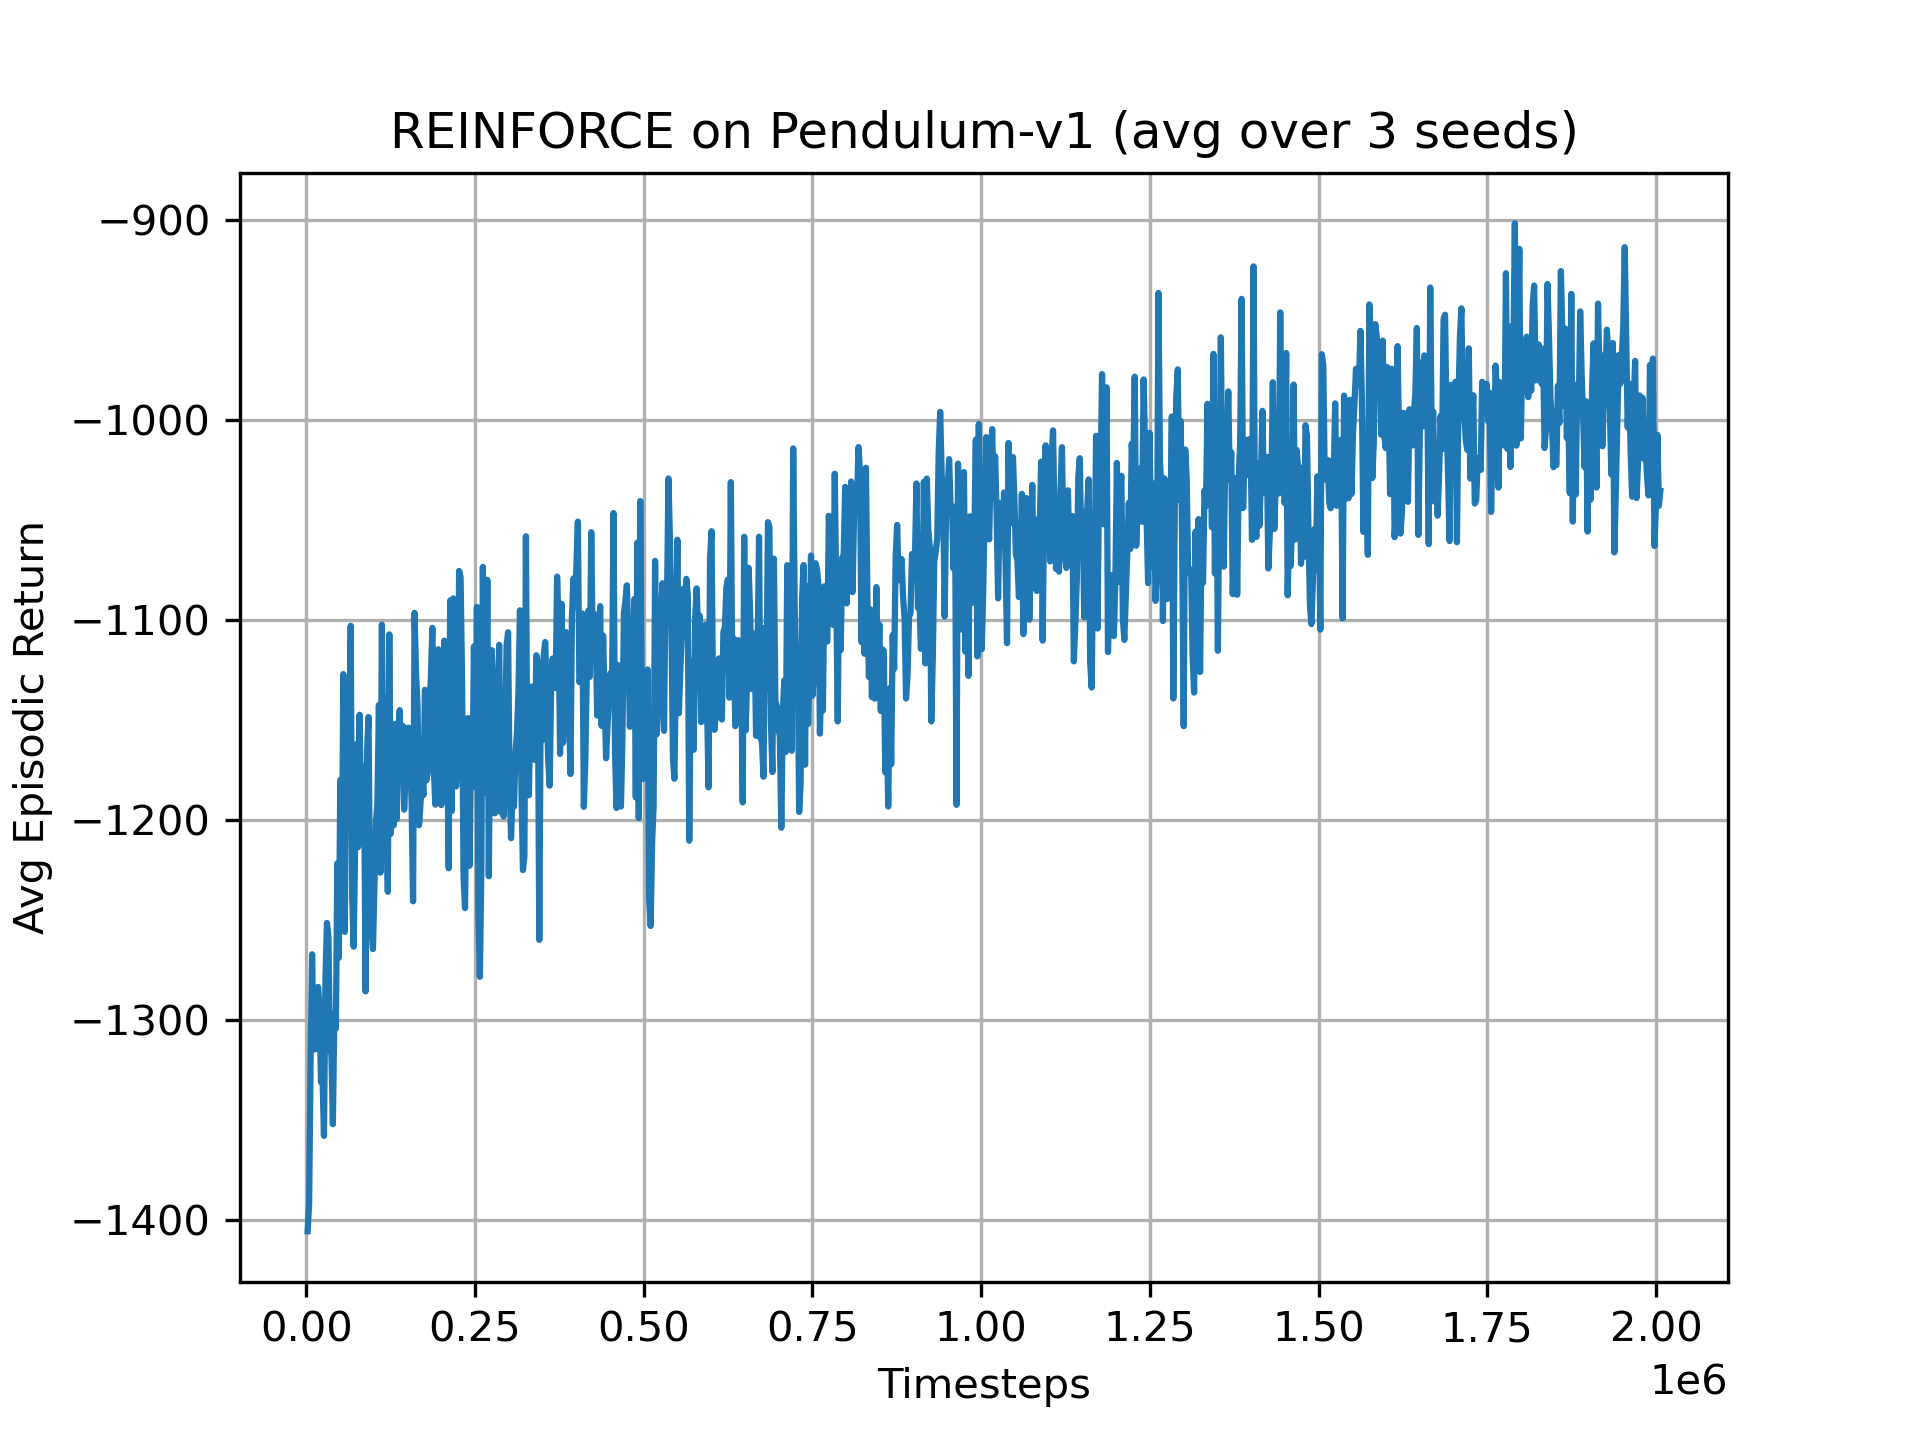 REINFORCE on Pendulum-v1 (avg over 3 seeds)
Avg Episodic Return
−900
−1000
−1100
−1200
−1300
−1400
0.00 0.25 0.50 0.75 1.00 1.25 1.50 1.75 2.00
1e6
Timesteps